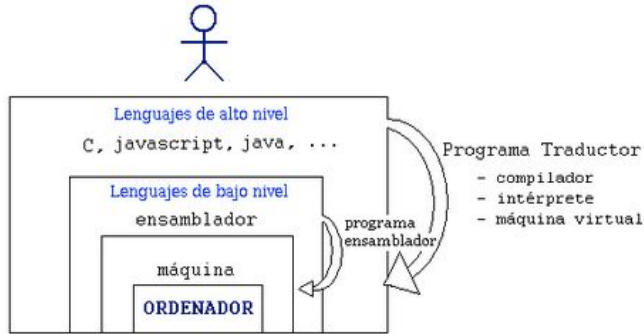 Lenguajes de alto nivel
C, javascript, java, ...
Programa Traductor
- compilador
- intérprete
- máquina virtual
Lenguajes de bajo nivel
ensamblador
programa
ensamblador
máquina
ORDENADOR